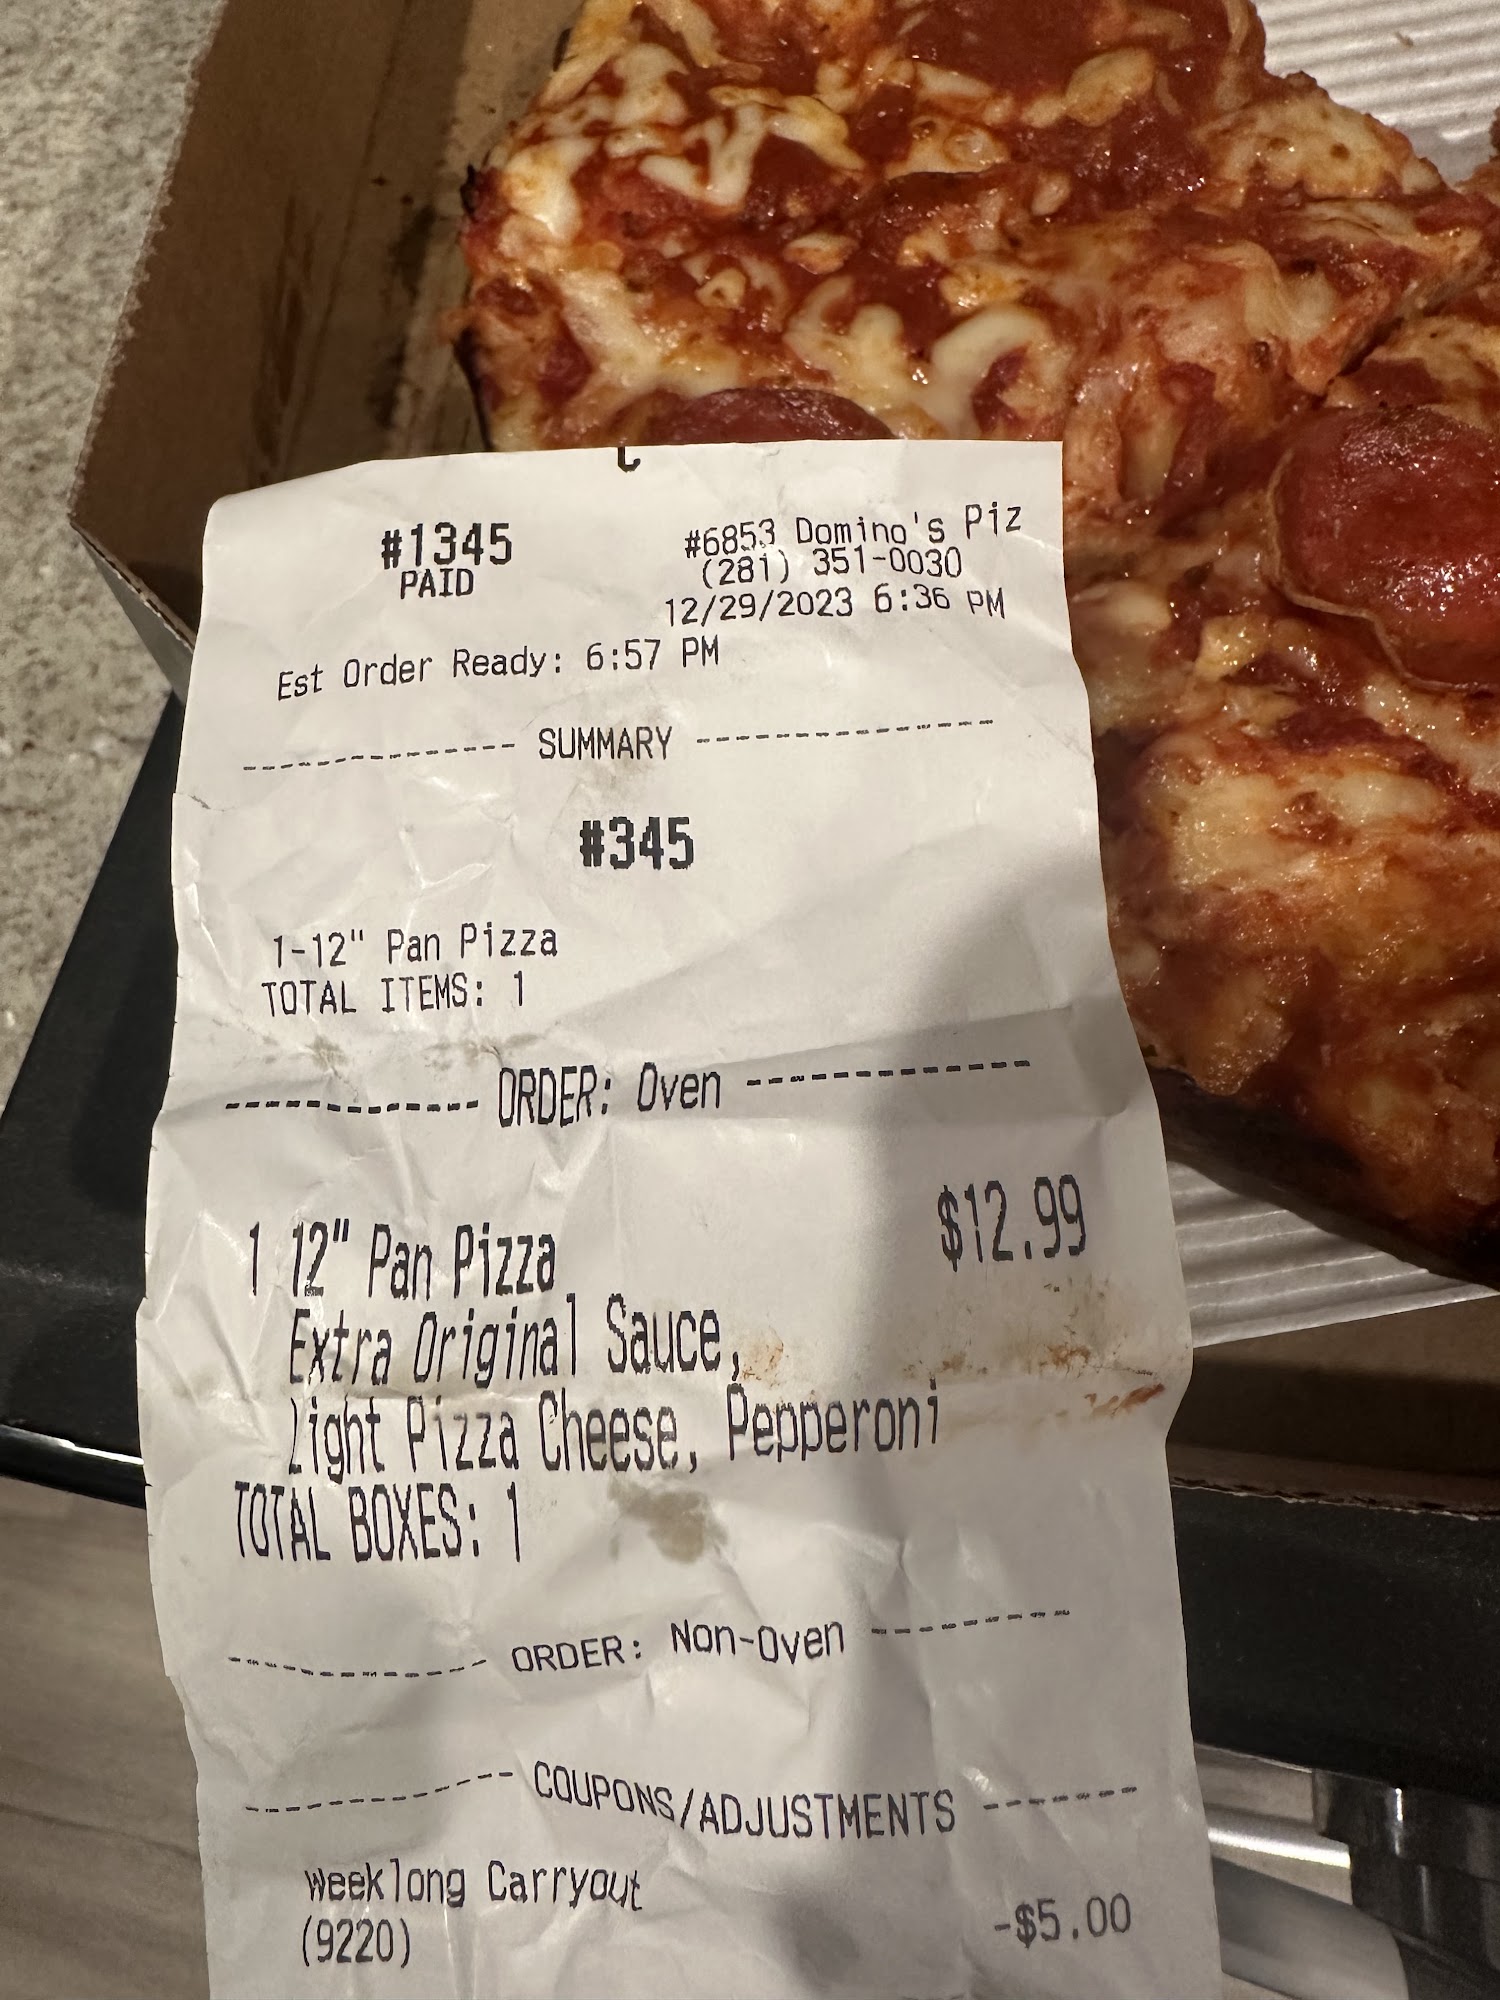 #1345
PAID
#6853 Domino's Piz
(281) 351-0030
12/29/2023 6:36 PM
Est Order Ready: 6:57 PM
------------- SUMMARY --------------
#345
1-12" Pan Pizza
TOTAL ITEMS: 1
------------- ORDER: Oven --------------
1 12" Pan Pizza $12.99
Extra Original Sauce,
Light Pizza Cheese, Pepperoni
TOTAL BOXES: 1
------------- ORDER: Non-Oven ---------
------------- COUPONS/ADJUSTMENTS -------
Weeklong Carryout
(9220) -$5.00